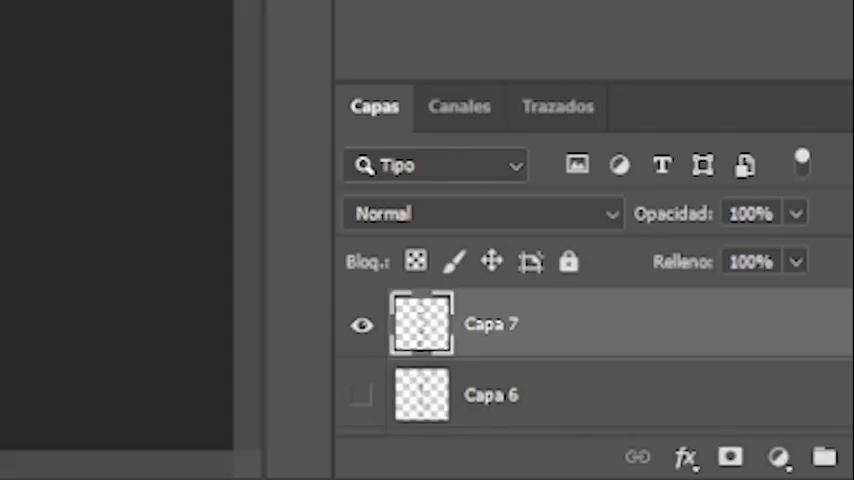 Capas Canales Trazados
Tipo
Normal Opacidad: 100%
Bloq.: Relleno: 100%
Capa 7
Capa 6
fx